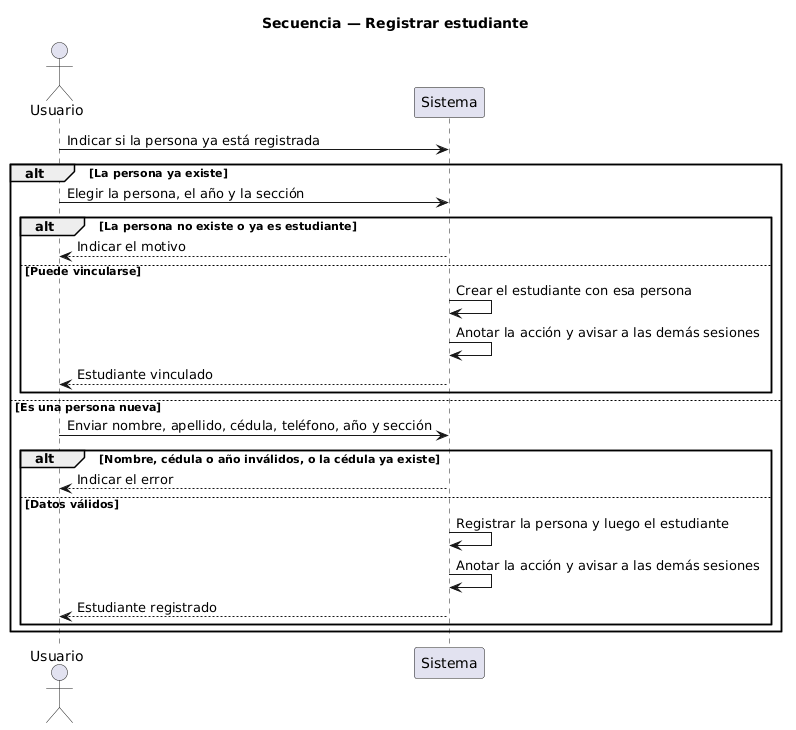 Secuencia — Registrar estudiante
Usuario
Sistema
Indicar si la persona ya está registrada
alt
[La persona ya existe]
Elegir la persona, el año y la sección
alt
[La persona no existe o ya es estudiante]
Indicar el motivo
[Puede vincularse]
Crear el estudiante con esa persona
Anotar la acción y avisar a las demás sesiones
Estudiante vinculado
[Es una persona nueva]
Enviar nombre, apellido, cédula, teléfono, año y sección
alt
[Nombre, cédula o año inválidos, o la cédula ya existe]
Indicar el error
[Datos válidos]
Registrar la persona y luego el estudiante
Anotar la acción y avisar a las demás sesiones
Estudiante registrado
Usuario
Sistema